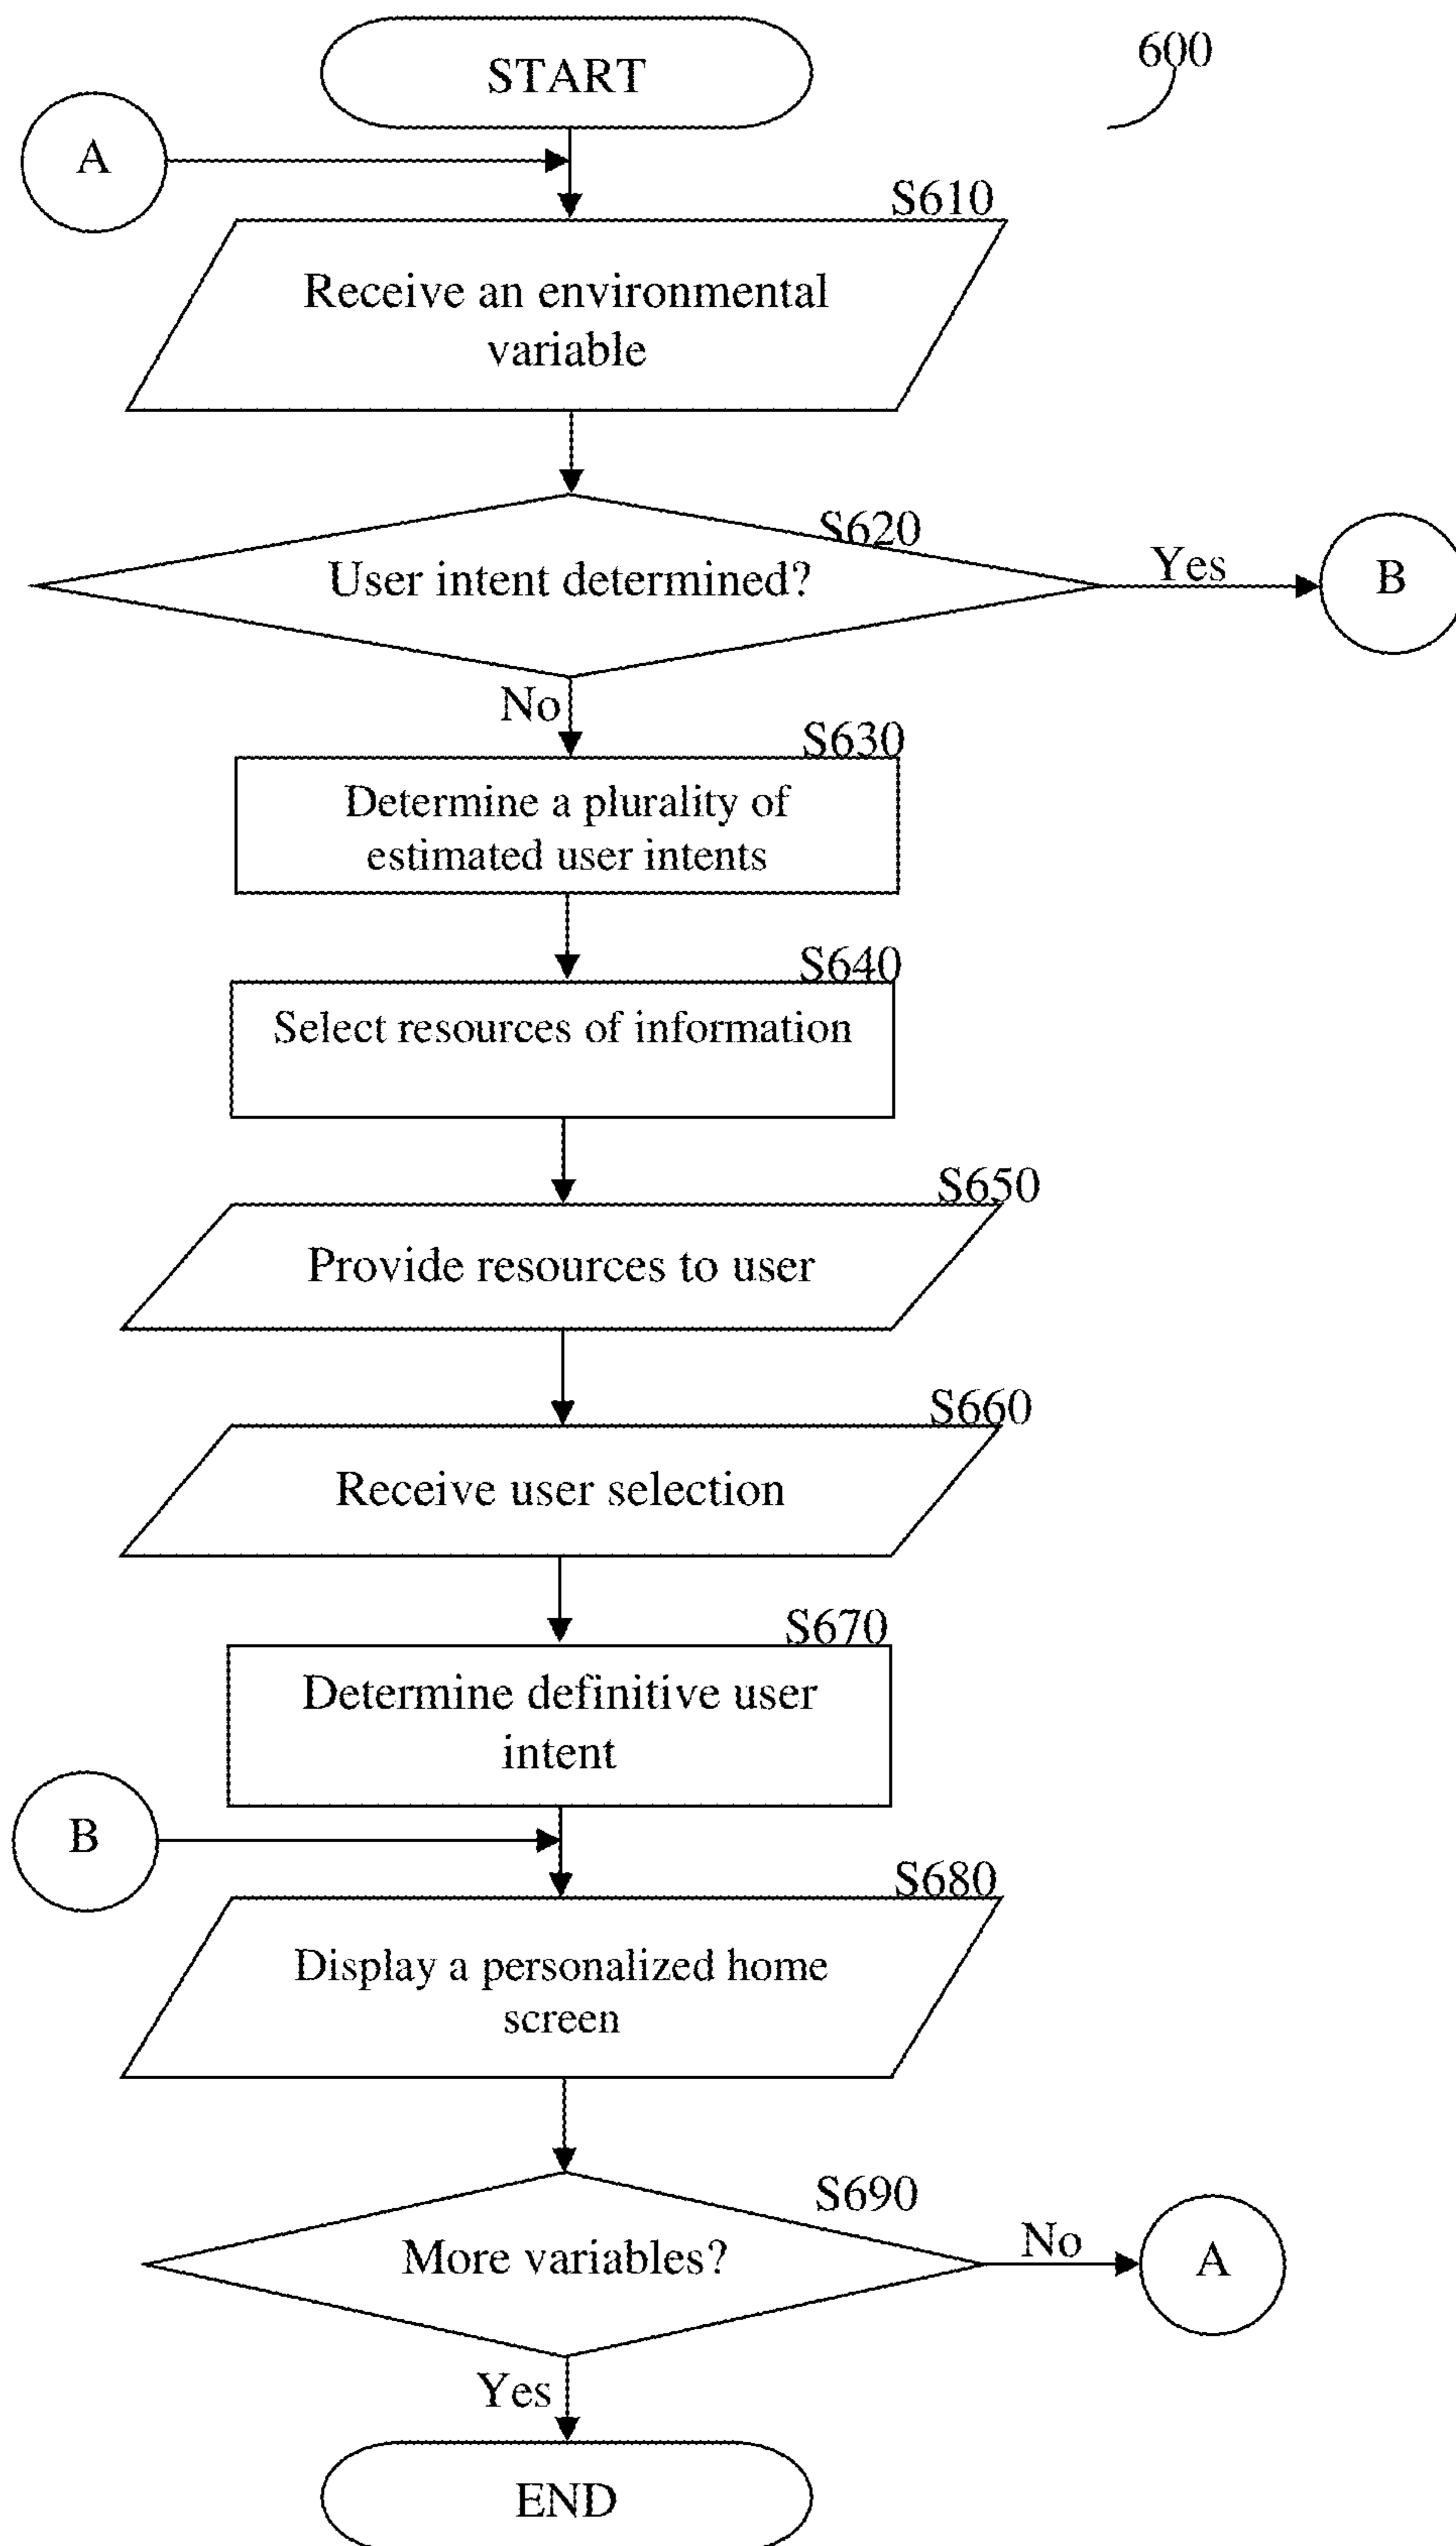 START
600
A
S610
Receive an environmental
variable
S620
User intent determined?
Yes
B
No
S630
Determine a plurality of
estimated user intents
S640
Select resources of information
S650
Provide resources to user
S660
Receive user selection
S670
Determine definitive user
intent
B
S680
Display a personalized home
screen
S690
More variables?
No
A
Yes
END